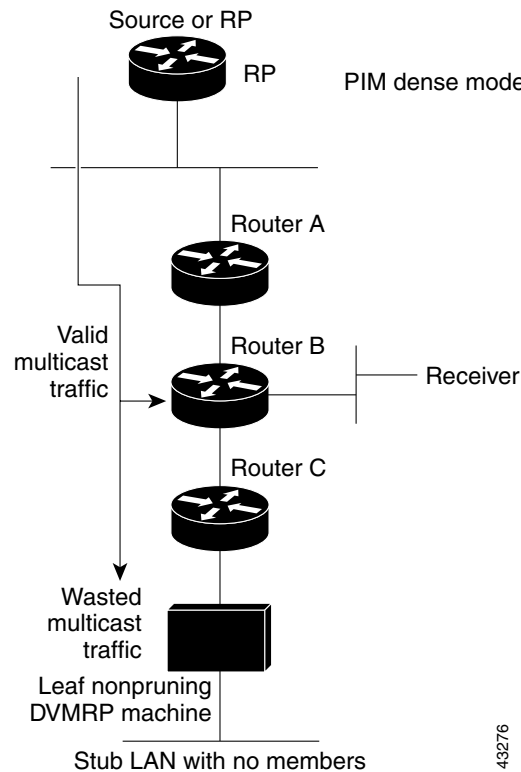 Source or RP
RP
PIM dense mode
Router A
Valid
multicast
traffic
Router B
Receiver
Router C
Wasted
multicast
traffic
Leaf nonpruning
DVMRP machine
Stub LAN with no members
43276